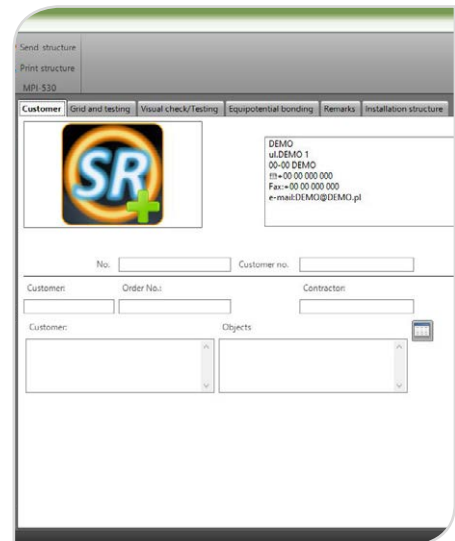 Send structure
Print structure
MPI-530
Customer Grid and testing Visual check/Testing Equipotential bonding Remarks Installation structure
SR
DEMO
ul.DEMO 1
00-00 DEMO
+00 00 000 000
Fax:+00 00 000 000
e-mail:DEMO@DEMO.pl
No. Customer no.
Customer: Order No.: Contractor:
Customer: Objects